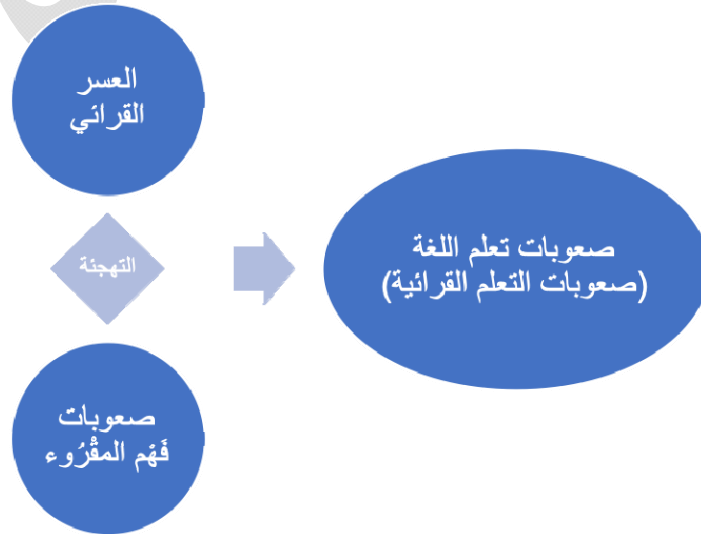 العسر
القرائي
التهجئة
صعوبات
فَهْم المقْرُوء
صعوبات تعلم اللغة
(صعوبات التعلم القرائية)